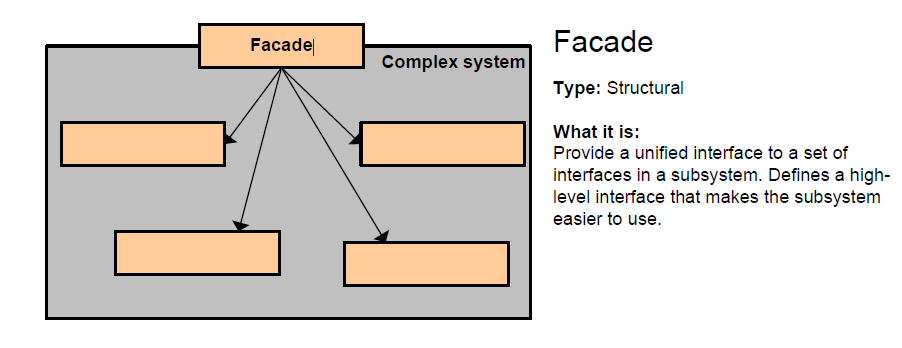 Facade
Complex system
Facade
Type: Structural
What it is:
Provide a unified interface to a set of
interfaces in a subsystem. Defines a high-
level interface that makes the subsystem
easier to use.